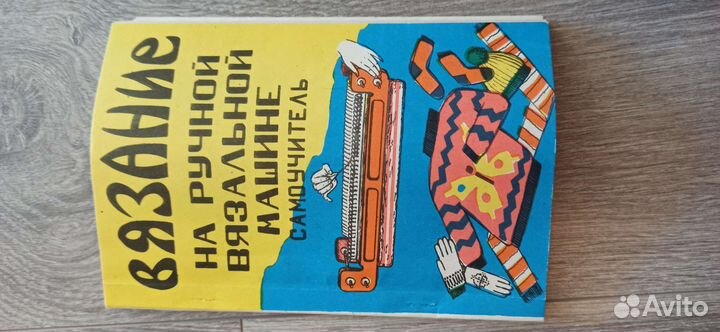 вязание
НА РУЧНОЙ
ВЯЗАЛЬНОЙ
МАШИНЕ
САМОУЧИТЕЛЬ
Avito